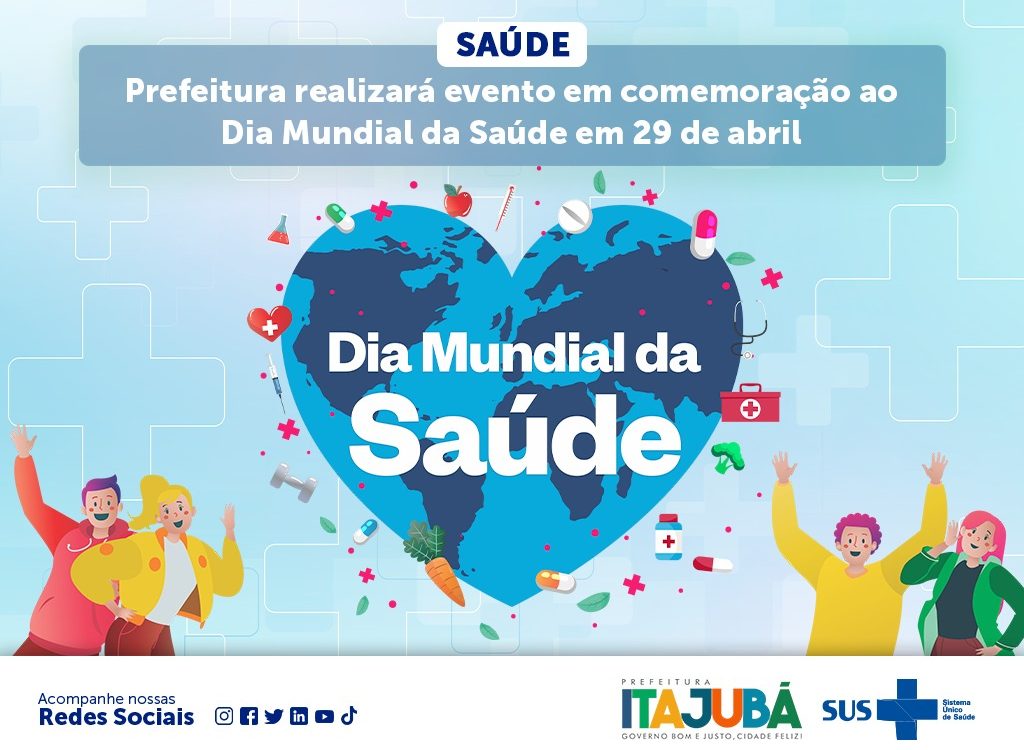 SAÚDE
Prefeitura realizará evento em comemoração ao
Dia Mundial da Saúde em 29 de abril
Dia Mundial da
Saúde
Acompanhe nossas
Redes Sociais
PREFEITURA
ITAJUBÁ
GOVERNO BOM E JUSTO, CIDADE FELIZ!
SUS
Sistema
Único
de Saúde